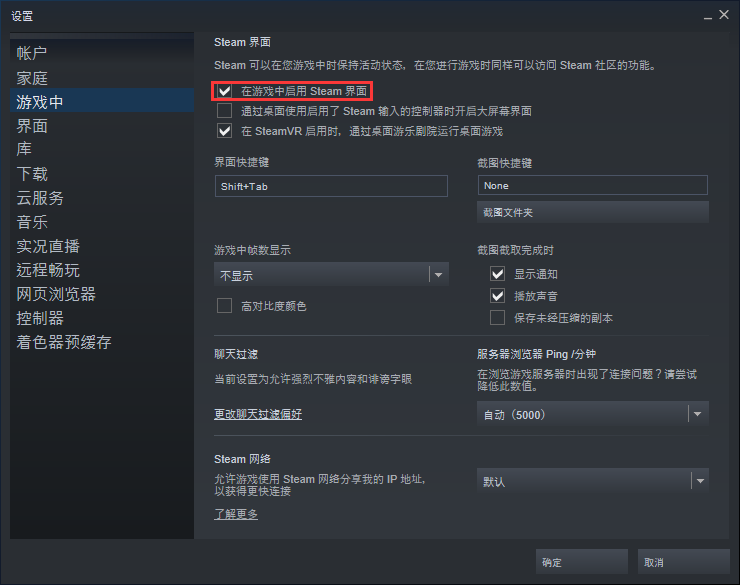 设置
帐户
家庭
游戏中
界面
库
下载
云服务
音乐
实况直播
远程畅玩
网页浏览器
控制器
着色器预缓存
Steam 界面
Steam 可以在您游戏中时保持活动状态，在您进行游戏时同样可以访问 Steam 社区的功能。
在游戏中启用 Steam 界面
通过桌面使用启用了 Steam 输入的控制器时开启大屏幕界面
在 SteamVR 启用时，通过桌面游乐剧院运行桌面游戏
界面快捷键
Shift+Tab
截图快捷键
None
截图文件夹
游戏中帧数显示
不显示
高对比度颜色
截图截取完成时
显示通知
播放声音
保存未经压缩的副本
聊天过滤
当前设置为允许强烈不雅内容和诽谤字眼
更改聊天过滤偏好
服务器浏览器 Ping /分钟
在浏览游戏服务器时出现了连接问题？请尝试
降低此数值。
自动（5000）
Steam 网络
允许游戏使用 Steam 网络分享我的 IP 地址，
以获得更快连接
了解更多
默认
确定
取消